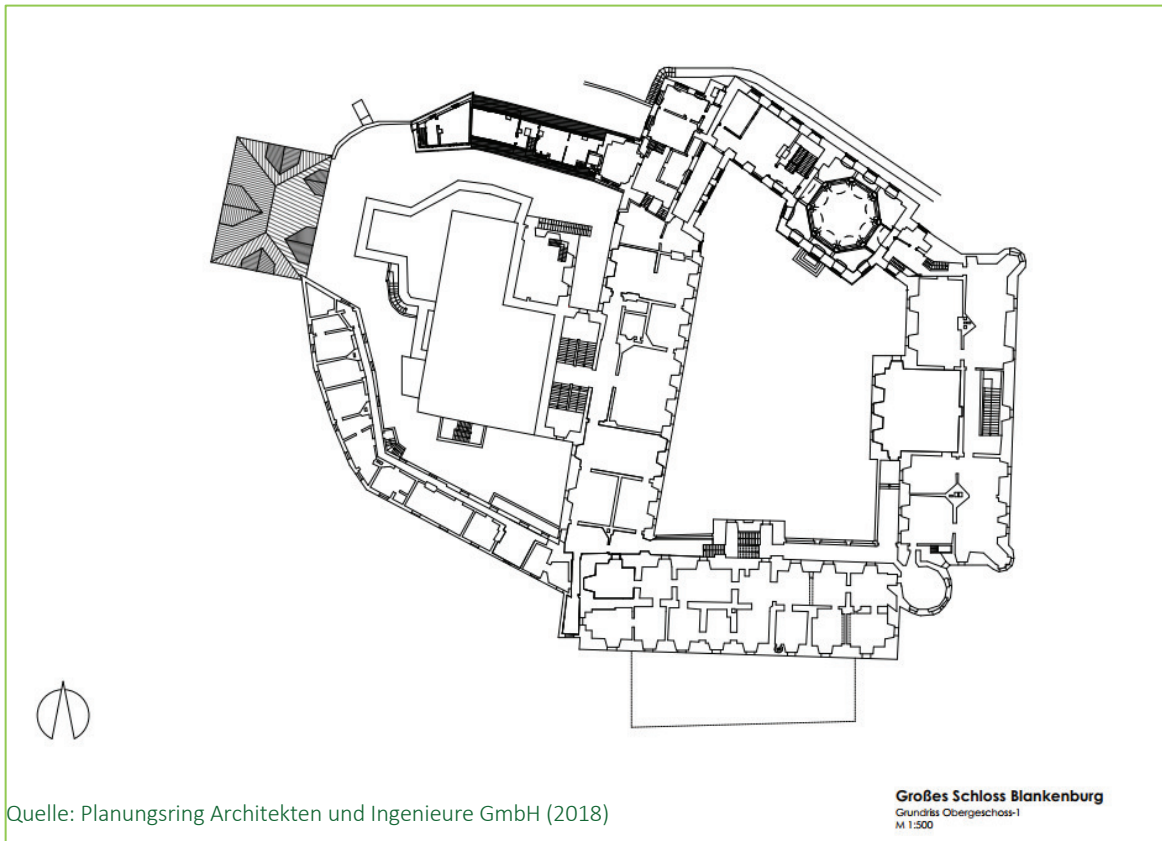 Quelle: Planungsring Architekten und Ingenieure GmbH (2018)
Großes Schloss Blankenburg
Grundriss Obergeschoss-1
M 1:500